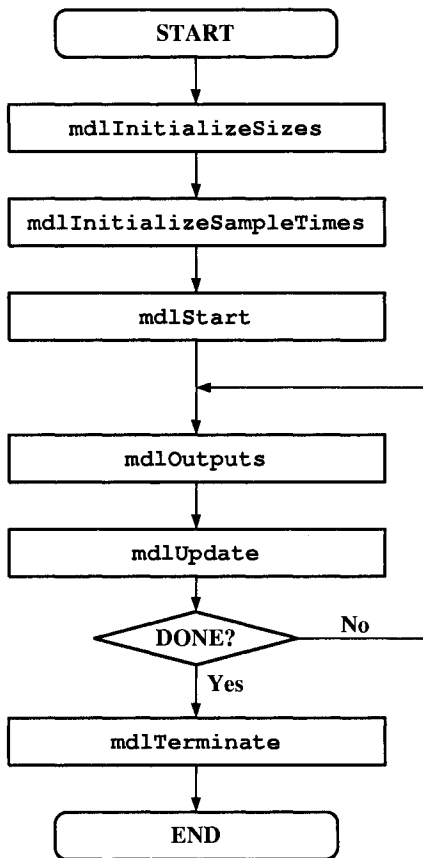 START
mdlInitializeSizes
mdlInitializeSampleTimes
mdlStart
mdlOutputs
mdlUpdate
DONE?
No
Yes
mdlTerminate
END